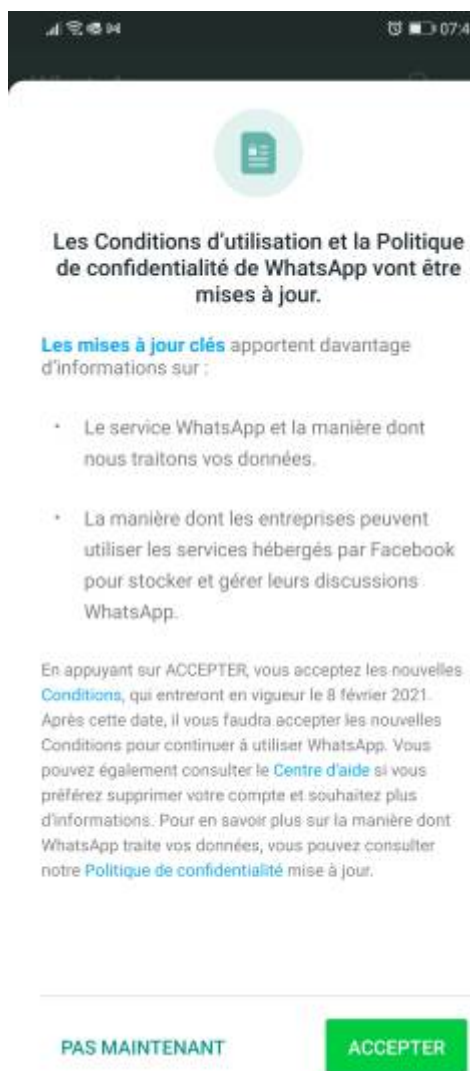 07:4
Les Conditions d'utilisation et la Politique
de confidentialité de WhatsApp vont être
mises à jour.
Les mises à jour clés apportent davantage
d'informations sur :
· Le service WhatsApp et la manière dont
nous traitons vos données.
· La manière dont les entreprises peuvent
utiliser les services hébergés par Facebook
pour stocker et gérer leurs discussions
WhatsApp.
En appuyant sur ACCEPTER, vous acceptez les nouvelles
Conditions, qui entreront en vigueur le 8 février 2021.
Après cette date, il vous faudra accepter les nouvelles
Conditions pour continuer à utiliser WhatsApp. Vous
pouvez également consulter le Centre d'aide si vous
préférez supprimer votre compte et souhaitez plus
d'informations. Pour en savoir plus sur la manière dont
WhatsApp traite vos données, vous pouvez consulter
notre Politique de confidentialité mise à jour.
PAS MAINTENANT
ACCEPTER